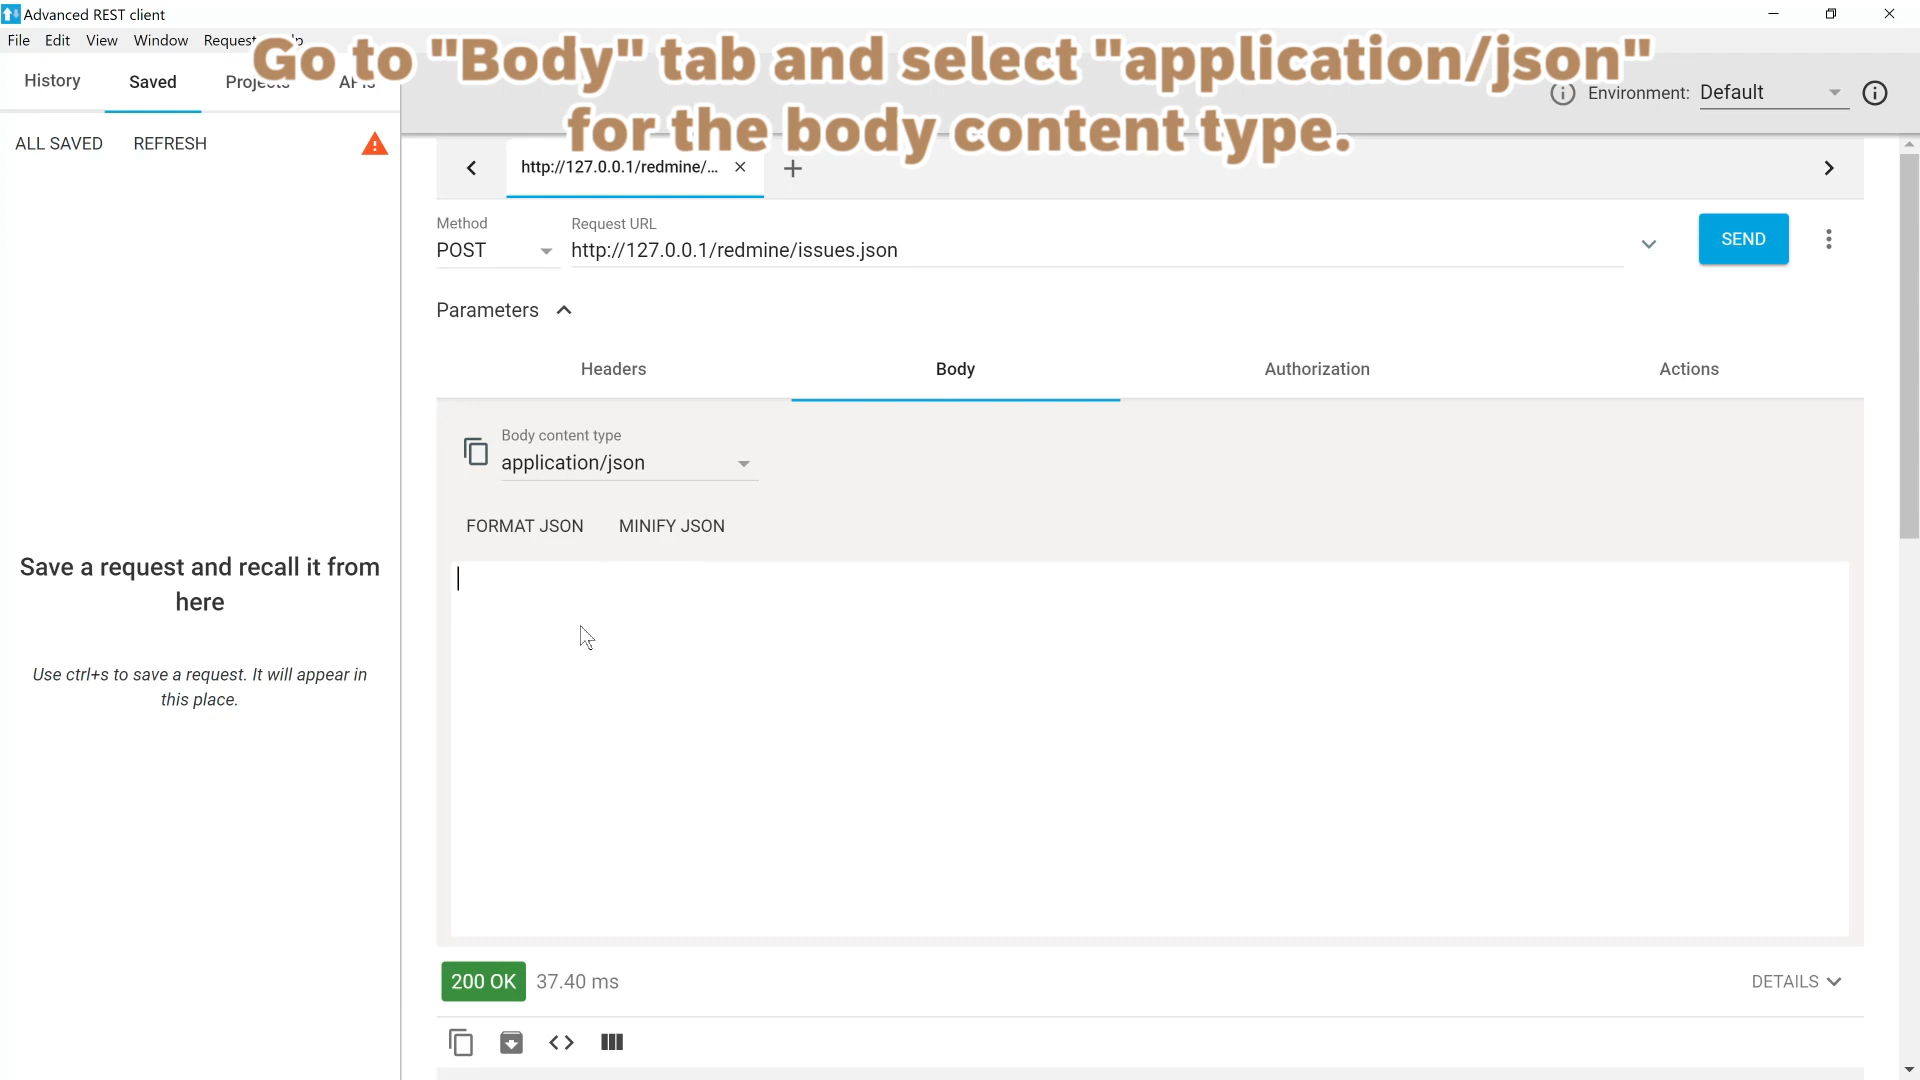 Advanced REST client
File Edit View Window Request
Go to "Body" tab and select "application/json"
for the body content type.
History Saved Projects APIs
Environment: Default
ALL SAVED REFRESH
http://127.0.0.1/redmine/...
Method
POST
Request URL
http://127.0.0.1/redmine/issues.json
SEND
Parameters
Headers Body Authorization Actions
Body content type
application/json
FORMAT JSON MINIFY JSON
Save a request and recall it from
here
Use ctrl+s to save a request. It will appear in
this place.
200 OK 37.40 ms
DETAILS